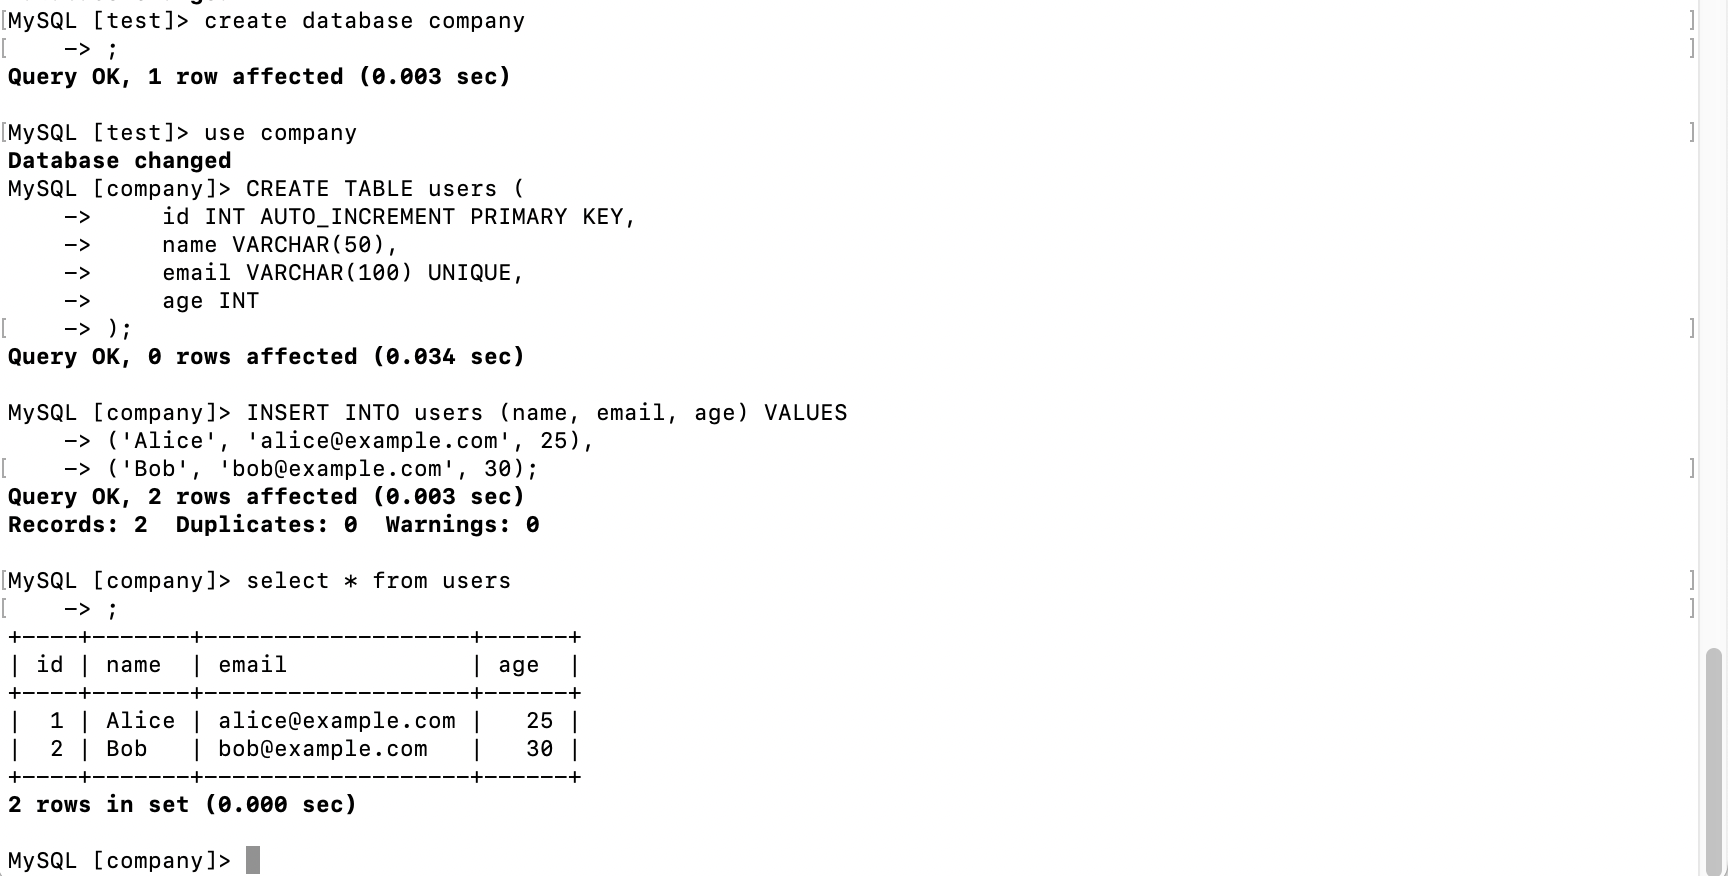 [MySQL [test]> create database company ]
[    -> ; ]
Query OK, 1 row affected (0.003 sec)

[MySQL [test]> use company ]
Database changed
MySQL [company]> CREATE TABLE users (
    ->     id INT AUTO_INCREMENT PRIMARY KEY,
    ->     name VARCHAR(50),
    ->     email VARCHAR(100) UNIQUE,
    ->     age INT
[    -> ); ]
Query OK, 0 rows affected (0.034 sec)

MySQL [company]> INSERT INTO users (name, email, age) VALUES
    -> ('Alice', 'alice@example.com', 25),
[    -> ('Bob', 'bob@example.com', 30); ]
Query OK, 2 rows affected (0.003 sec)
Records: 2  Duplicates: 0  Warnings: 0

[MySQL [company]> select * from users ]
[    -> ; ]
+----+-------+-------------------+------+
| id | name  | email             | age  |
+----+-------+-------------------+------+
|  1 | Alice | alice@example.com |   25 |
|  2 | Bob   | bob@example.com   |   30 |
+----+-------+-------------------+------+
2 rows in set (0.000 sec)

MySQL [company]>